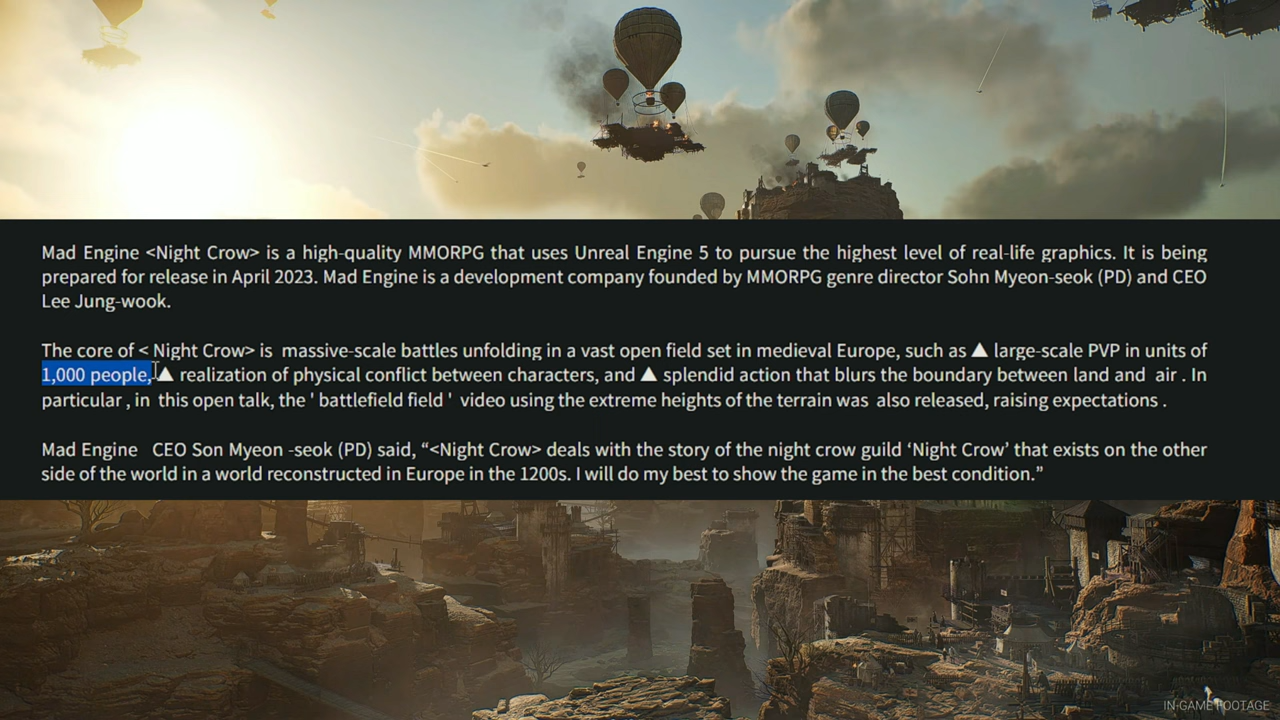 Mad Engine <Night Crow> is a high-quality MMORPG that uses Unreal Engine 5 to pursue the highest level of real-life graphics. It is being
prepared for release in April 2023. Mad Engine is a development company founded by MMORPG genre director Sohn Myeon-seok (PD) and CEO
Lee Jung-wook.
The core of < Night Crow> is massive-scale battles unfolding in a vast open field set in medieval Europe, such as ▲ large-scale PVP in units of
1,000 people, ▲ realization of physical conflict between characters, and ▲ splendid action that blurs the boundary between land and air . In
particular , in this open talk, the ' battlefield field ' video using the extreme heights of the terrain was also released, raising expectations .
Mad Engine CEO Son Myeon -seok (PD) said, “<Night Crow> deals with the story of the night crow guild ‘Night Crow’ that exists on the other
side of the world in a world reconstructed in Europe in the 1200s. I will do my best to show the game in the best condition.”
IN-GAME FOOTAGE